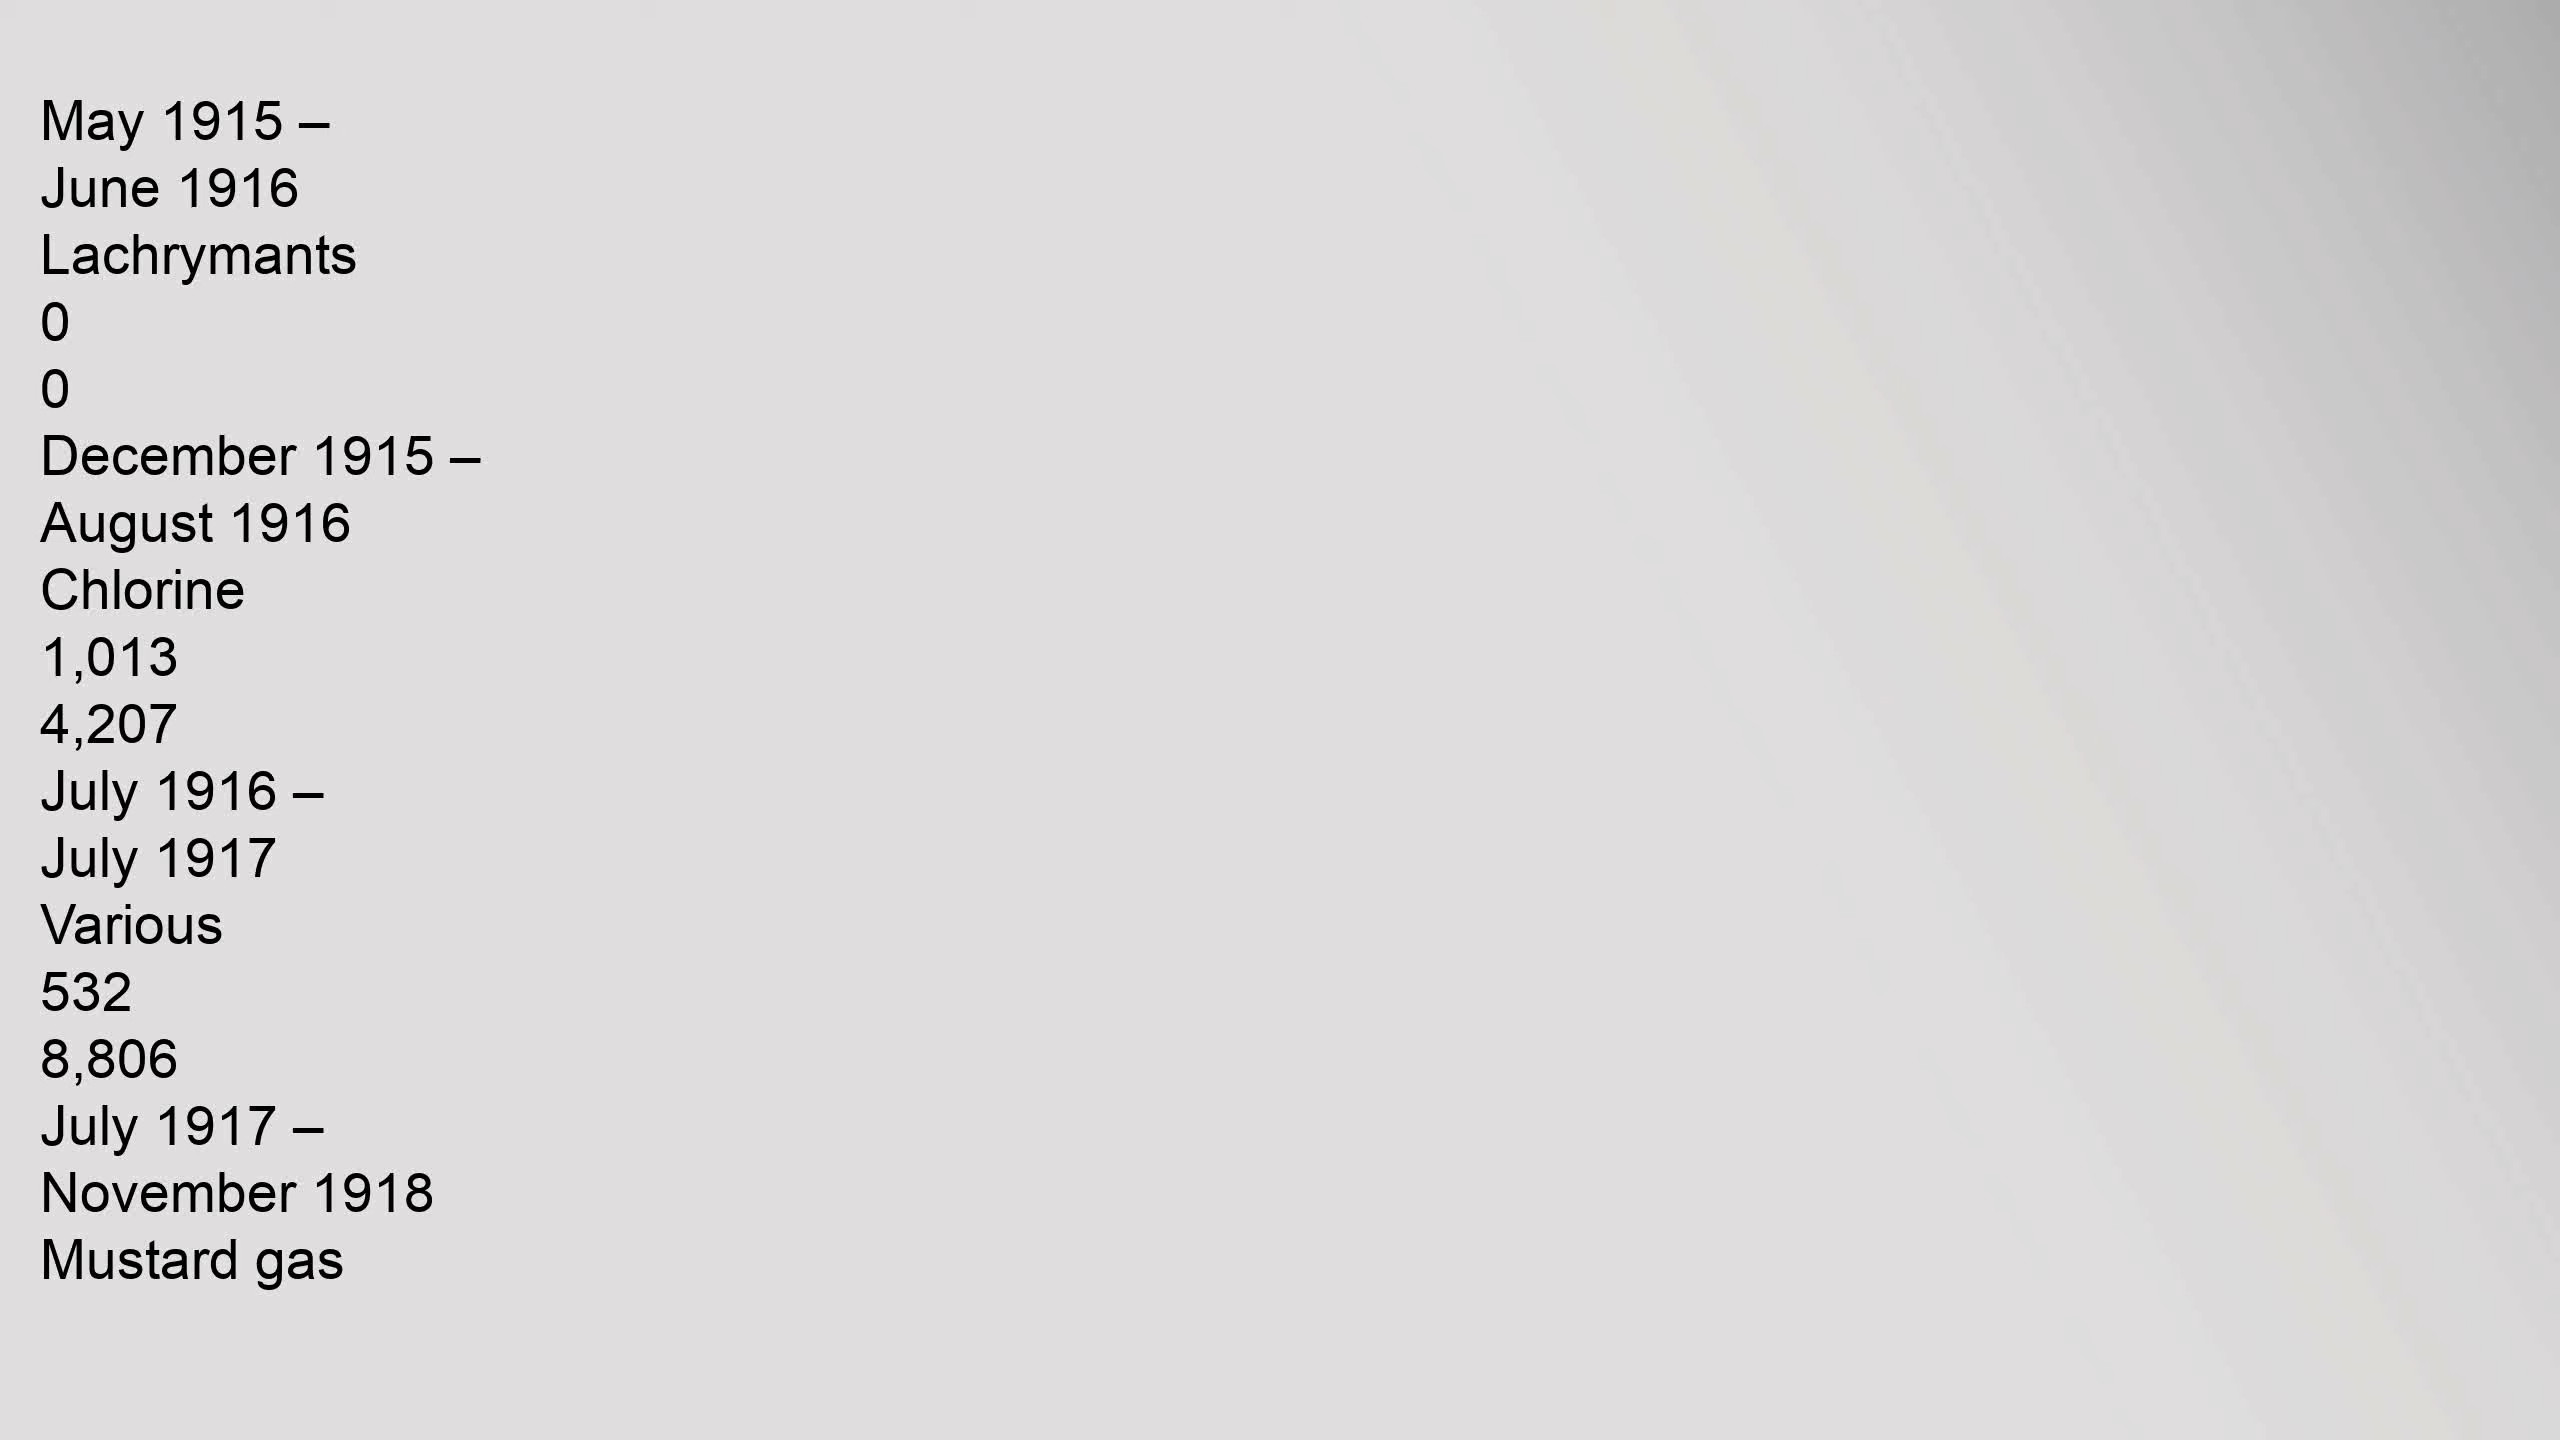 May 1915 –
June 1916
Lachrymants
0
0
December 1915 –
August 1916
Chlorine
1,013
4,207
July 1916 –
July 1917
Various
532
8,806
July 1917 –
November 1918
Mustard gas